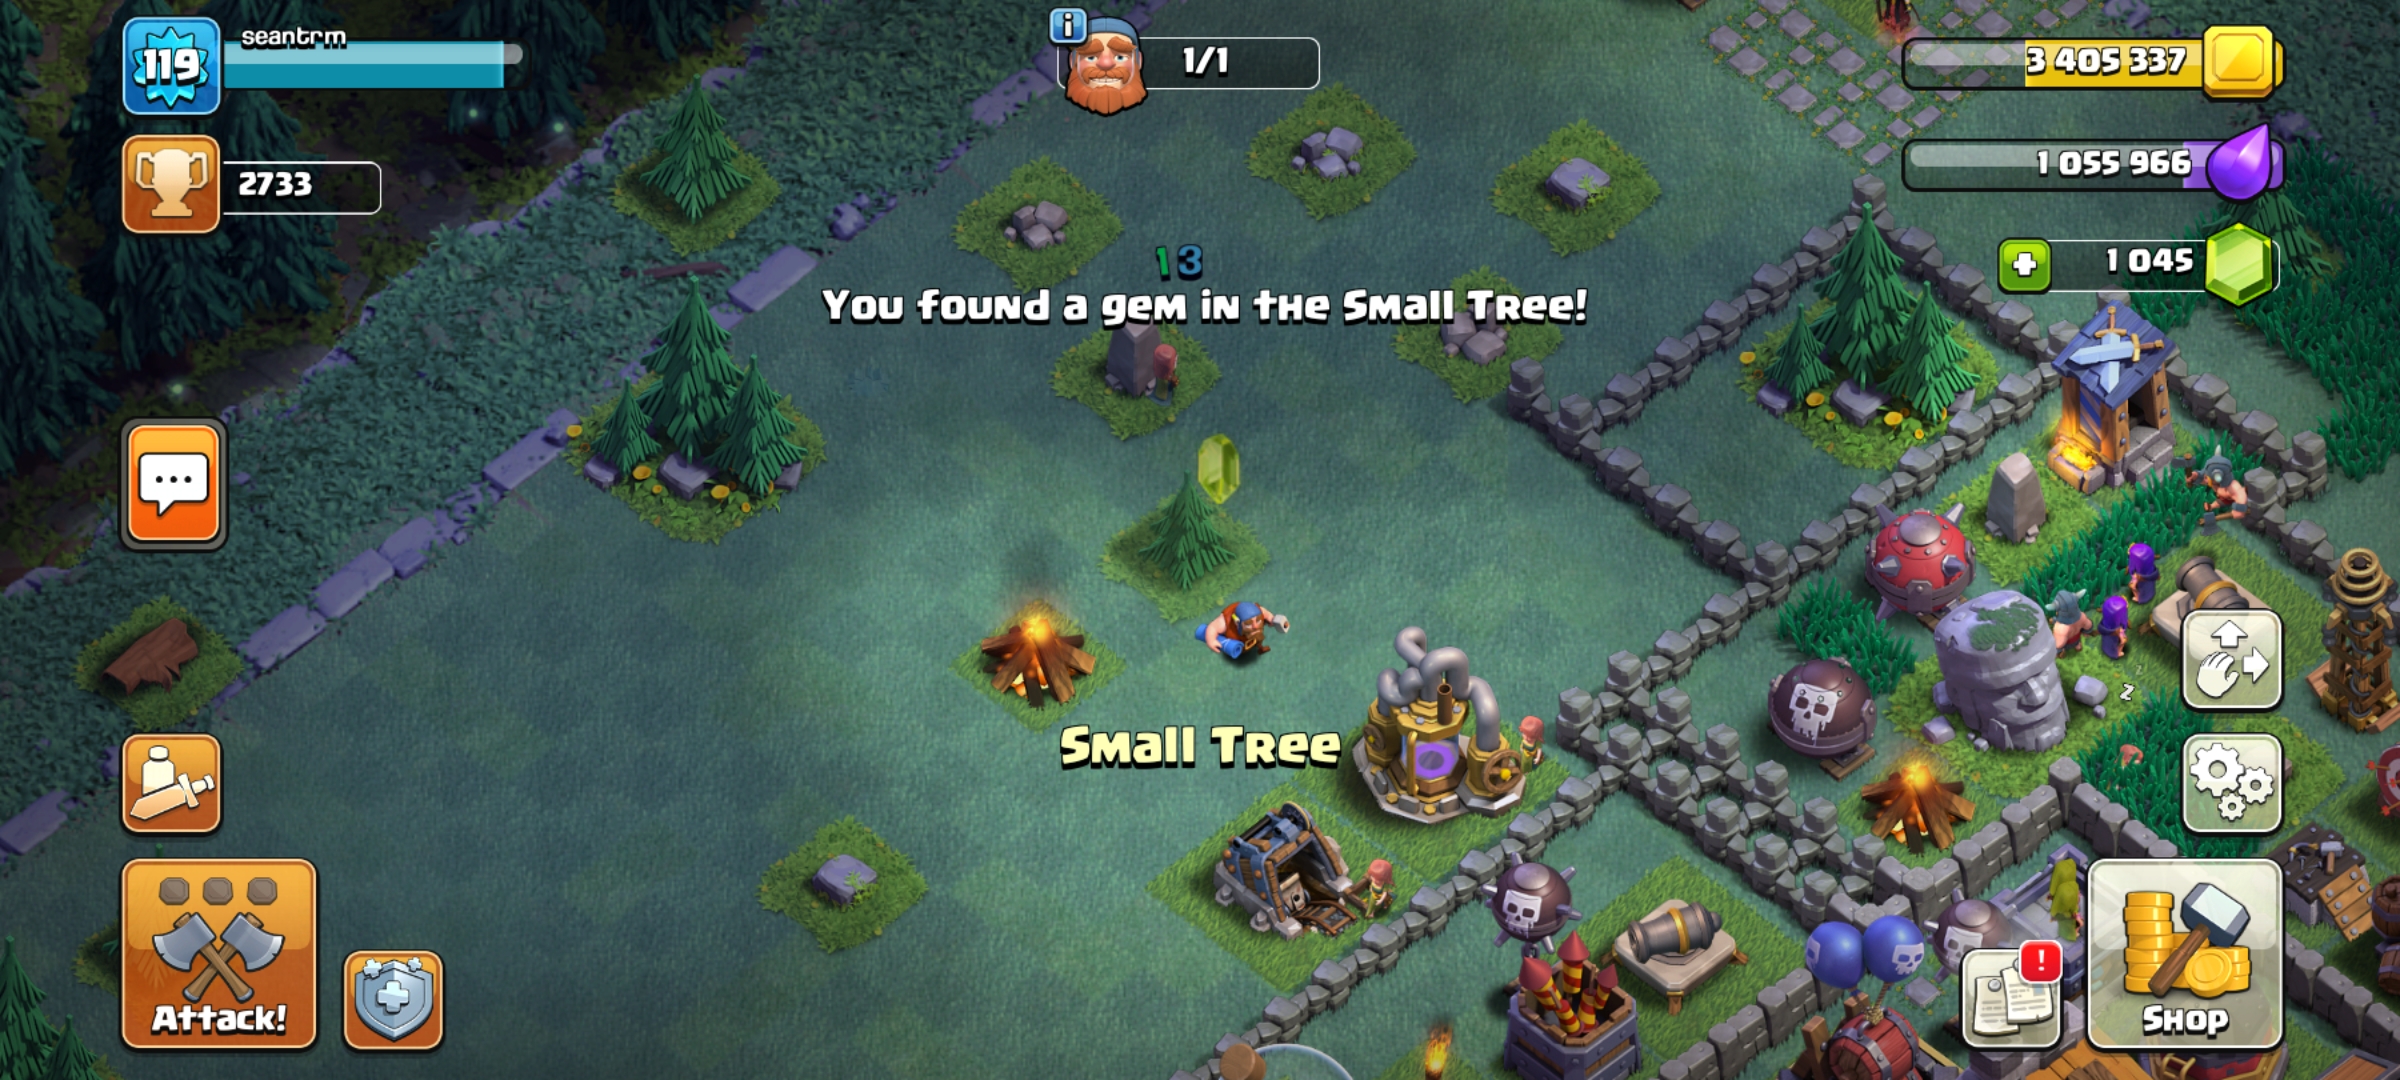 119
seantrm
1/1
3 405 337
2733
1 055 966
1 045
13
You found a gem in the Small Tree!
Small Tree
z
z
Attack!
!
Shop